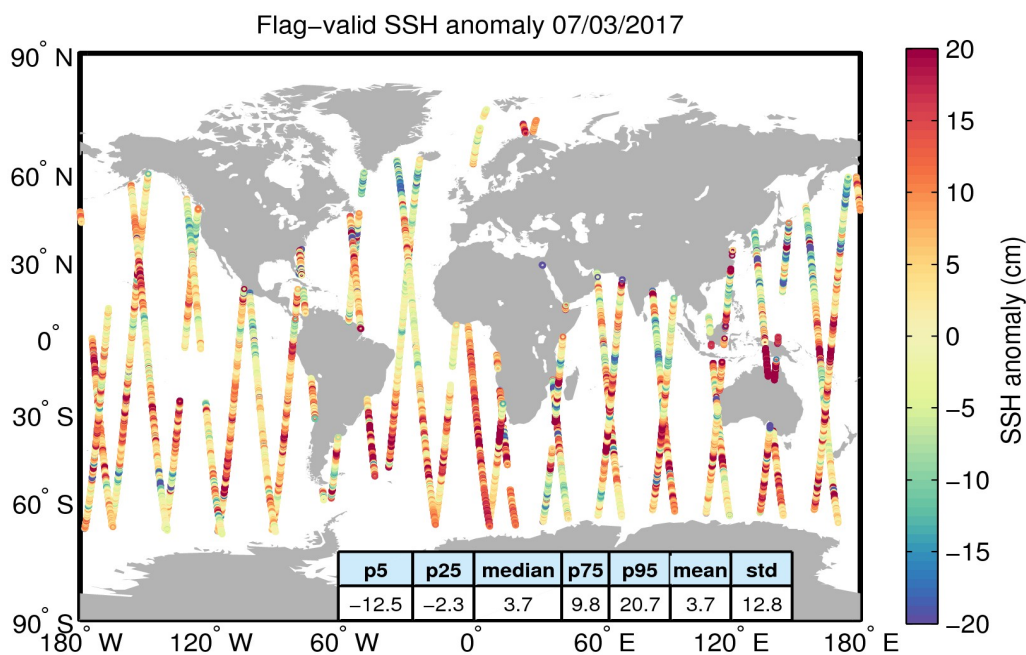 Flag−valid SSH anomaly 07/03/2017
90° N
60° N
30° N
0°
30° S
60° S
90° S
180° W
120° W
60° W
0°
60° E
120° E
180° E
p5 p25 median p75 p95 mean std
−12.5 −2.3 3.7 9.8 20.7 3.7 12.8
20
15
10
5
0
−5
−10
−15
−20
SSH anomaly (cm)